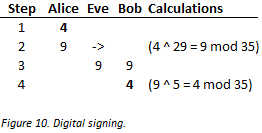 Step Alice Eve Bob Calculations
1 4
2 9 -> (4 ^ 29 = 9 mod 35)
3 9 9
4 4 (9 ^ 5 = 4 mod 35)
Figure 10. Digital signing.